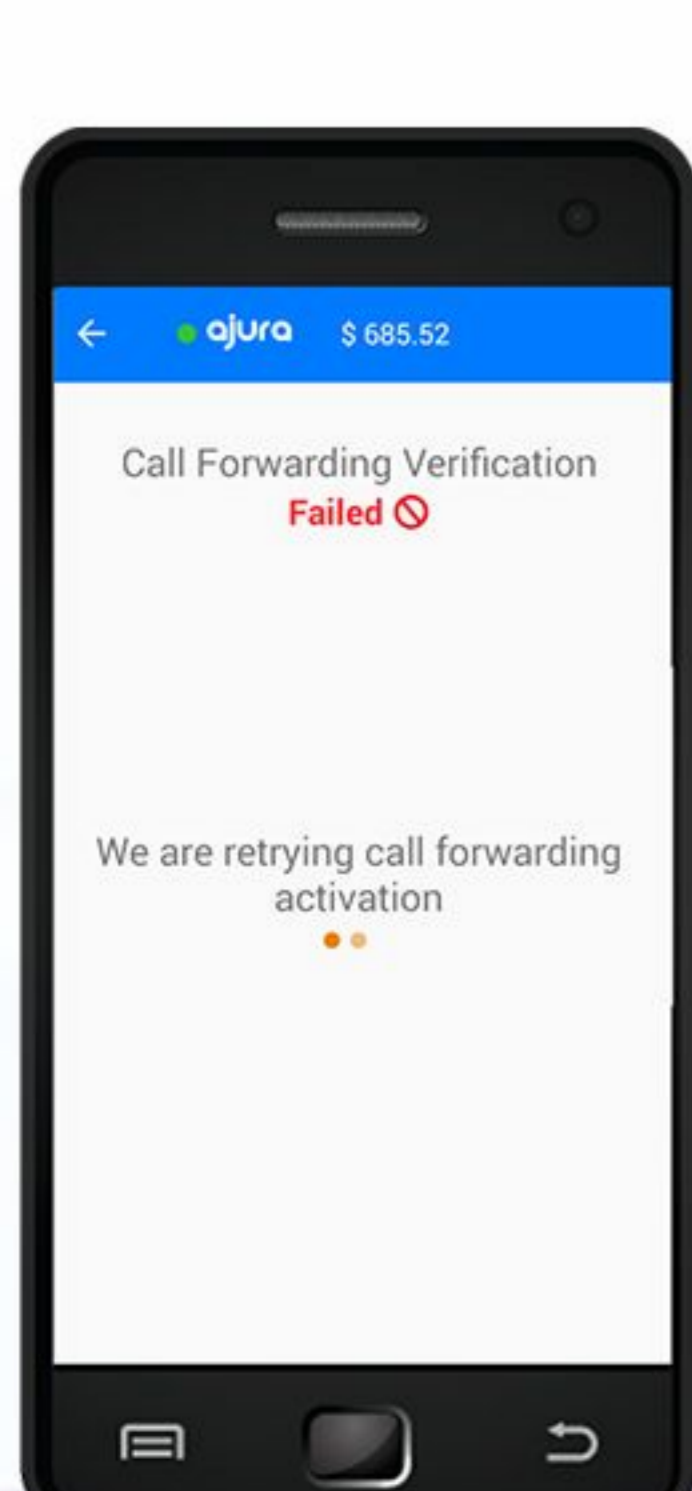 ajura $ 685.52
Call Forwarding Verification
Failed
We are retrying call forwarding
activation